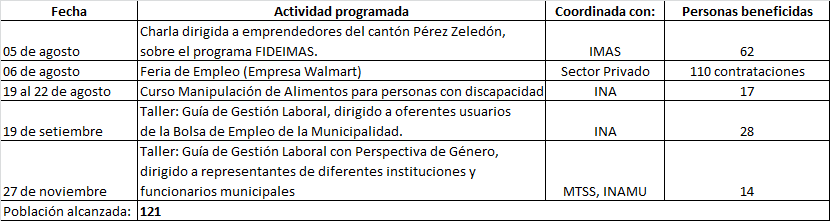 Fecha Actividad programada Coordinada con: Personas beneficidas
Charla dirigida a emprendedores del cantón Pérez Zeledón,
05 de agosto sobre el programa FIDEIMAS. IMAS 62
06 de agosto Feria de Empleo (Empresa Walmart) Sector Privado 110 contrataciones
19 al 22 de agosto Curso Manipulación de Alimentos para personas con discapacidad INA 17
Taller: Guía de Gestión Laboral, dirigido a oferentes usuarios
19 de setiembre de la Bolsa de Empleo de la Municipalidad. INA 28
Taller: Guía de Gestión Laboral con Perspectiva de Género,
dirigido a representantes de diferentes instituciones y
27 de noviembre funcionarios municipales MTSS, INAMU 14
Población alcanzada: 121